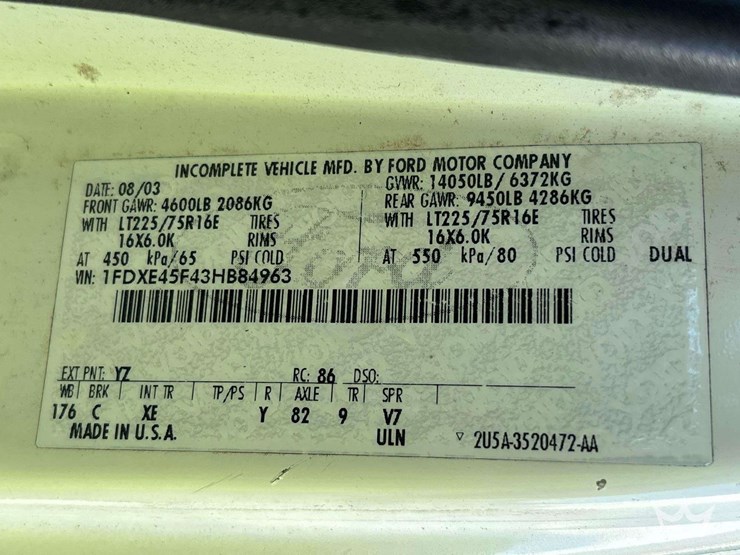 INCOMPLETE VEHICLE MFD. BY FORD MOTOR COMPANY
DATE: 08/03 GVWR: 14050LB/ 6372KG
FRONT GAWR: 4600LB 2086KG REAR GAWR: 9450LB 4286KG
WITH LT225/75R16E TIRES WITH LT225/75R16E TIRES
16X6.0K RIMS 16X6.0K RIMS
AT 450 kPa/65 PSI COLD AT 550 kPa/80 PSI COLD DUAL
VIN: 1FDXE45F43HB84963
EXT PNT: YZ RC: 86 DSO:
WB BRK INT TR TP/PS R AXLE TR SPR
176 C XE Y 82 9 V7
MADE IN U.S.A. ULN ▽ 2U5A-3520472-AA